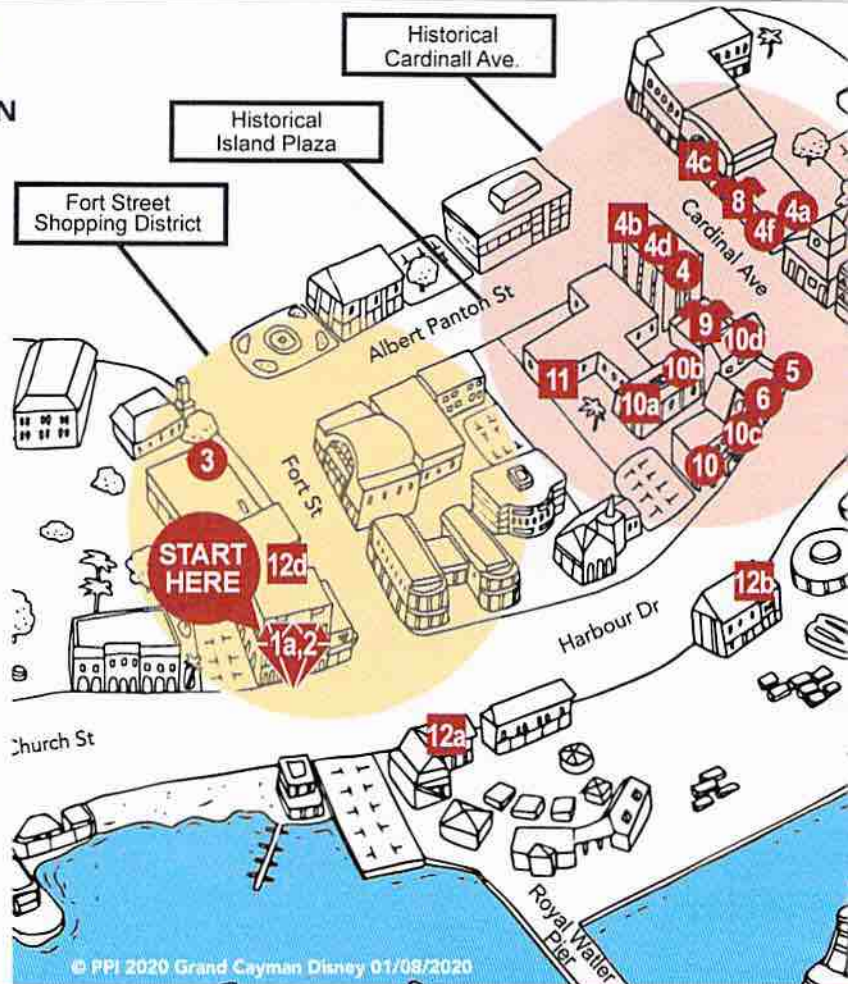 Historical
Cardinall Ave.
N
Historical
Island Plaza
Fort Street
Shopping District
4c
8
4a
4f
Cardinal Ave
4b
4d
4
Albert Panton St
9
10d
11
10b
5
10a
6
10c
10
3
Fort St
START
HERE
12d
12b
1a,2
Harbour Dr
Church St
12a
Royal Watler
Pier
© PPI 2020 Grand Cayman Disney 01/08/2020